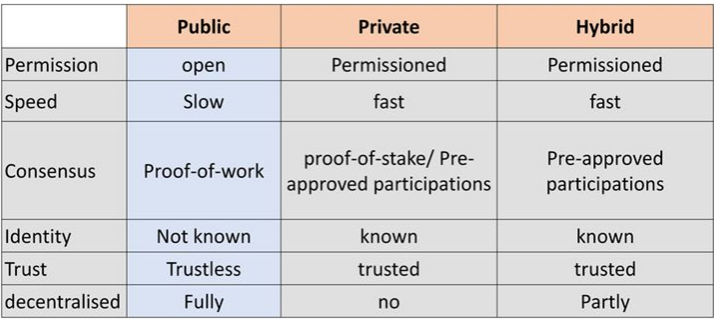 Public Private Hybrid
Permission open Permissioned Permissioned
Speed Slow fast fast
Consensus Proof-of-work proof-of-stake/ Pre-
approved participations Pre-approved
participations
Identity Not known known known
Trust Trustless trusted trusted
decentralised Fully no Partly